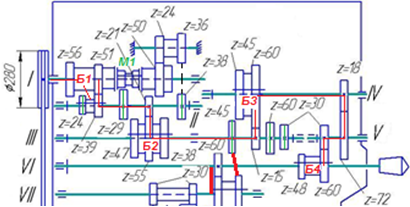 z=24
z=50
z=36
z=21
z=56
z=51
M1
z=45
z=60
z=18
Ø280
I
Б1
z=38
Б3
IV
II
z=45
z=60
z=30
z=24
z=29
III
V
z=39
z=47
Б2
z=38
z=60
z=15
VI
z=55
z=30
z=48
Б4
z=60
z=72
VII